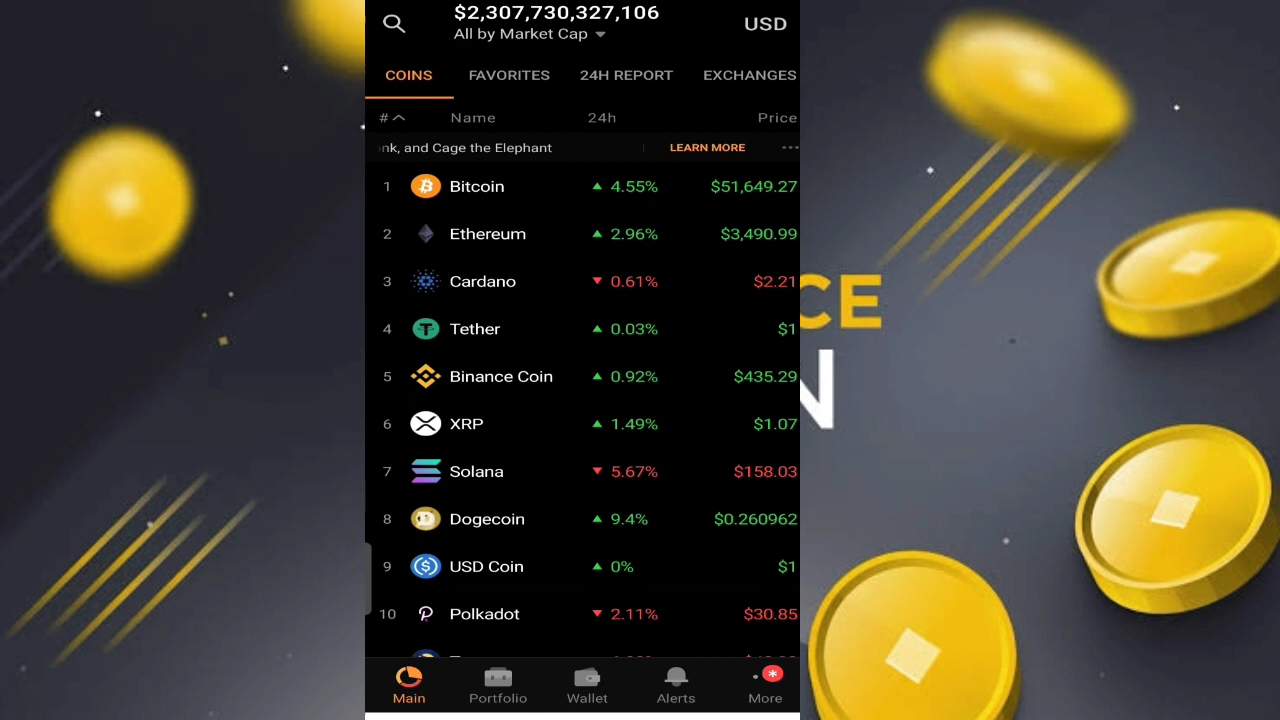 $2,307,730,327,106
All by Market Cap
USD
COINS FAVORITES 24H REPORT EXCHANGES
# Name 24h Price
nk, and Cage the Elephant LEARN MORE
1 Bitcoin 4.55% $51,649.27
2 Ethereum 2.96% $3,490.99
3 Cardano 0.61% $2.21
4 Tether 0.03% $1
5 Binance Coin 0.92% $435.29
6 XRP 1.49% $1.07
7 Solana 5.67% $158.03
8 Dogecoin 9.4% $0.260962
9 USD Coin 0% $1
10 Polkadot 2.11% $30.85
Main Portfolio Wallet Alerts More
CE
N